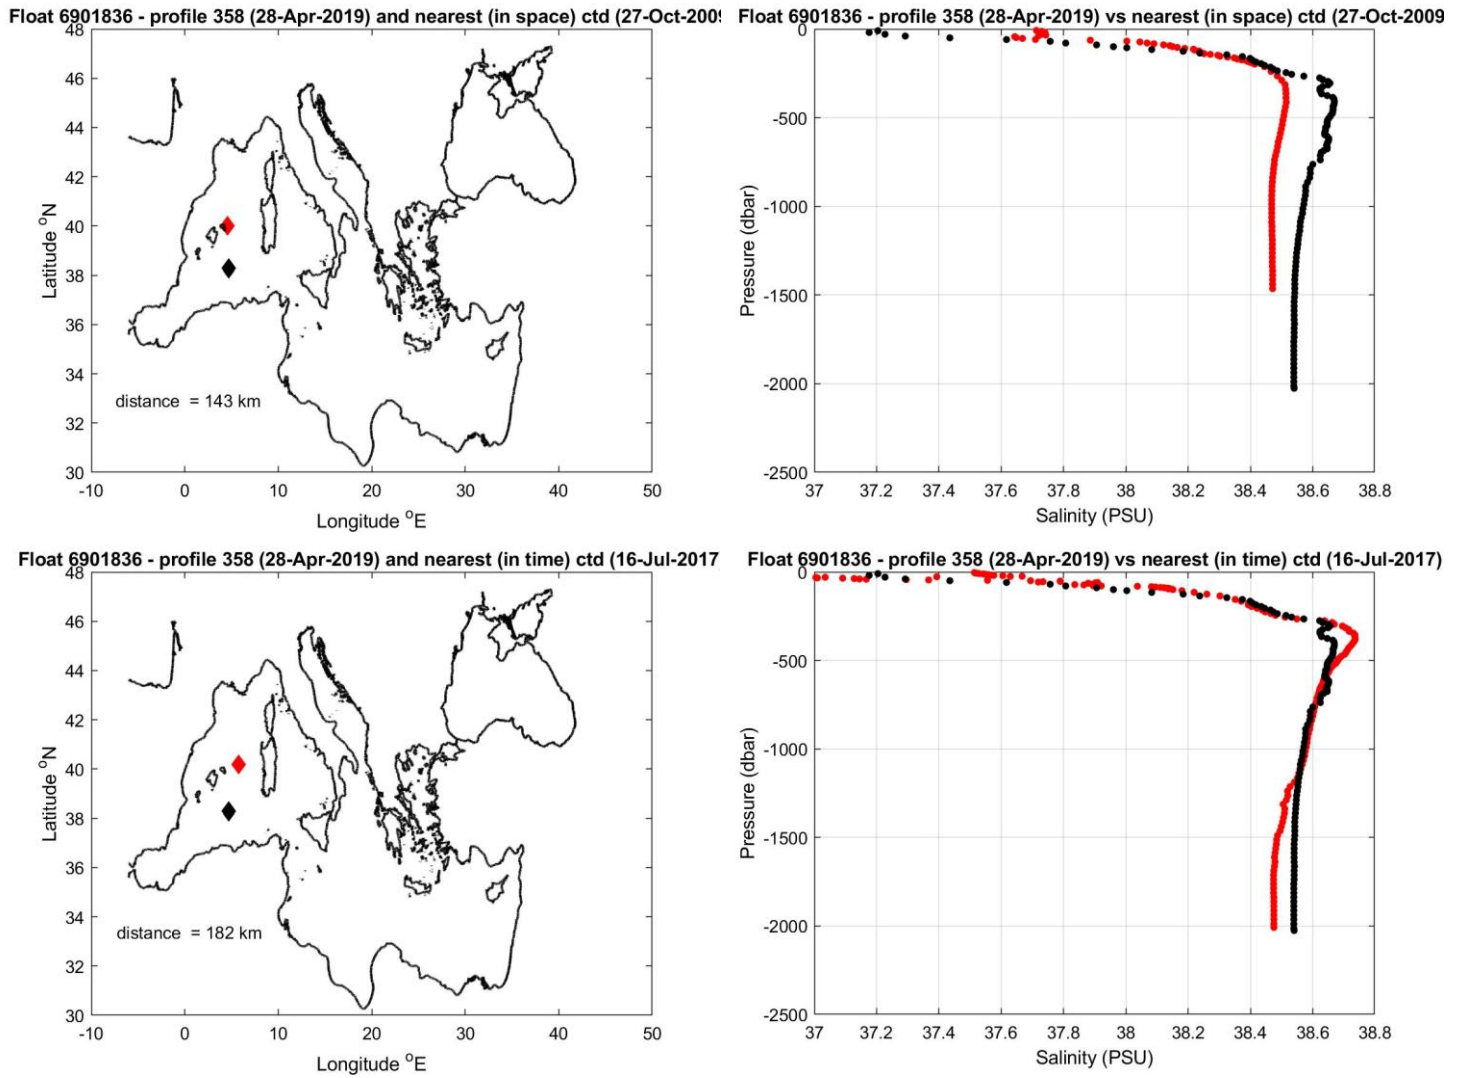 Float 6901836 - profile 358 (28-Apr-2019) and nearest (in space) ctd (27-Oct-2009
48
46
44
42
40
38
36
34
32
30
Latitude °N
distance = 143 km
-10 0 10 20 30 40 50
Longitude °E
Float 6901836 - profile 358 (28-Apr-2019) vs nearest (in space) ctd (27-Oct-2009
0
-500
-1000
-1500
-2000
-2500
Pressure (dbar)
37 37.2 37.4 37.6 37.8 38 38.2 38.4 38.6 38.8
Salinity (PSU)
Float 6901836 - profile 358 (28-Apr-2019) and nearest (in time) ctd (16-Jul-2017
48
46
44
42
40
38
36
34
32
30
Latitude °N
distance = 182 km
-10 0 10 20 30 40 50
Longitude °E
Float 6901836 - profile 358 (28-Apr-2019) vs nearest (in time) ctd (16-Jul-2017)
0
-500
-1000
-1500
-2000
-2500
Pressure (dbar)
37 37.2 37.4 37.6 37.8 38 38.2 38.4 38.6 38.8
Salinity (PSU)